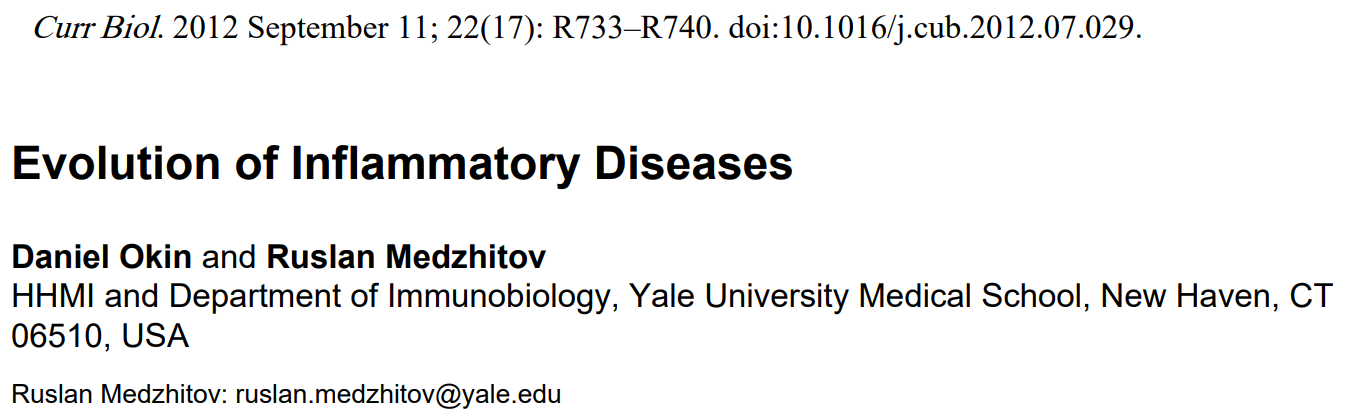 Curr Biol. 2012 September 11; 22(17): R733–R740. doi:10.1016/j.cub.2012.07.029.
Evolution of Inflammatory Diseases
Daniel Okin and Ruslan Medzhitov
HHMI and Department of Immunobiology, Yale University Medical School, New Haven, CT
06510, USA
Ruslan Medzhitov: ruslan.medzhitov@yale.edu